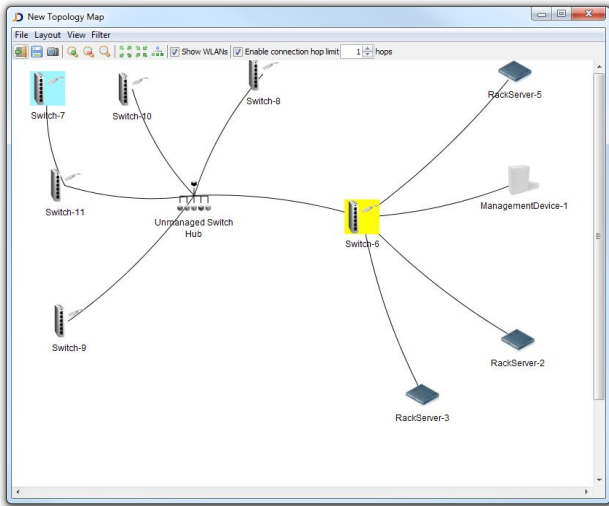 New Topology Map
File Layout View Filter
Show WLANs Enable connection hop limit 1 hops
Switch-8
RackServer-5
Switch-7
Switch-10
Switch-11
ManagementDevice-1
Unmanaged Switch
Hub
Switch-6
Switch-9
RackServer-2
RackServer-3